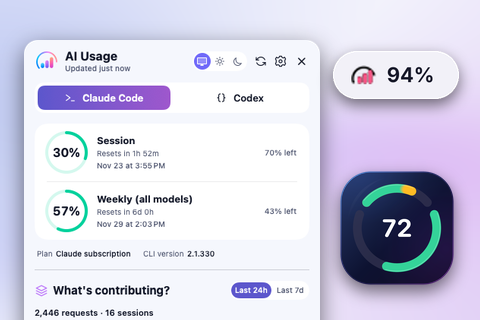 AI Usage
Updated just now
>_ Claude Code
{} Codex
30%
Session
Resets in 1h 52m
Nov 23 at 3:55 PM
70% left
57%
Weekly (all models)
Resets in 6d 0h
Nov 29 at 2:03 PM
43% left
Plan Claude subscription CLI version 2.1.330
What's contributing?
Last 24h Last 7d
2,446 requests · 16 sessions
94%
72